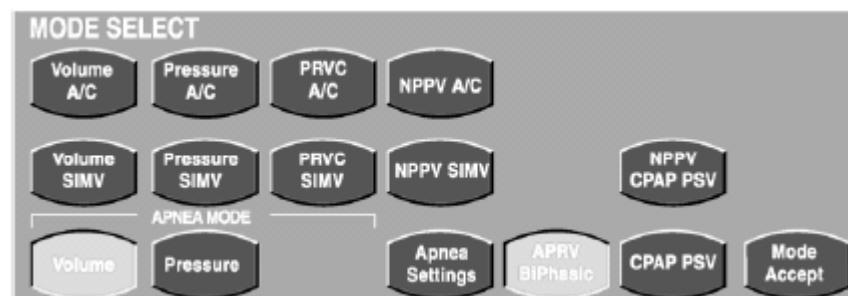 MODE SELECT
Volume A/C
Pressure A/C
PRVC A/C
NPPV A/C
Volume SIMV
Pressure SIMV
PRVC SIMV
NPPV SIMV
NPPV CPAP PSV
APNEA MODE
Volume
Pressure
Apnea Settings
APRV BiPhasic
CPAP PSV
Mode Accept